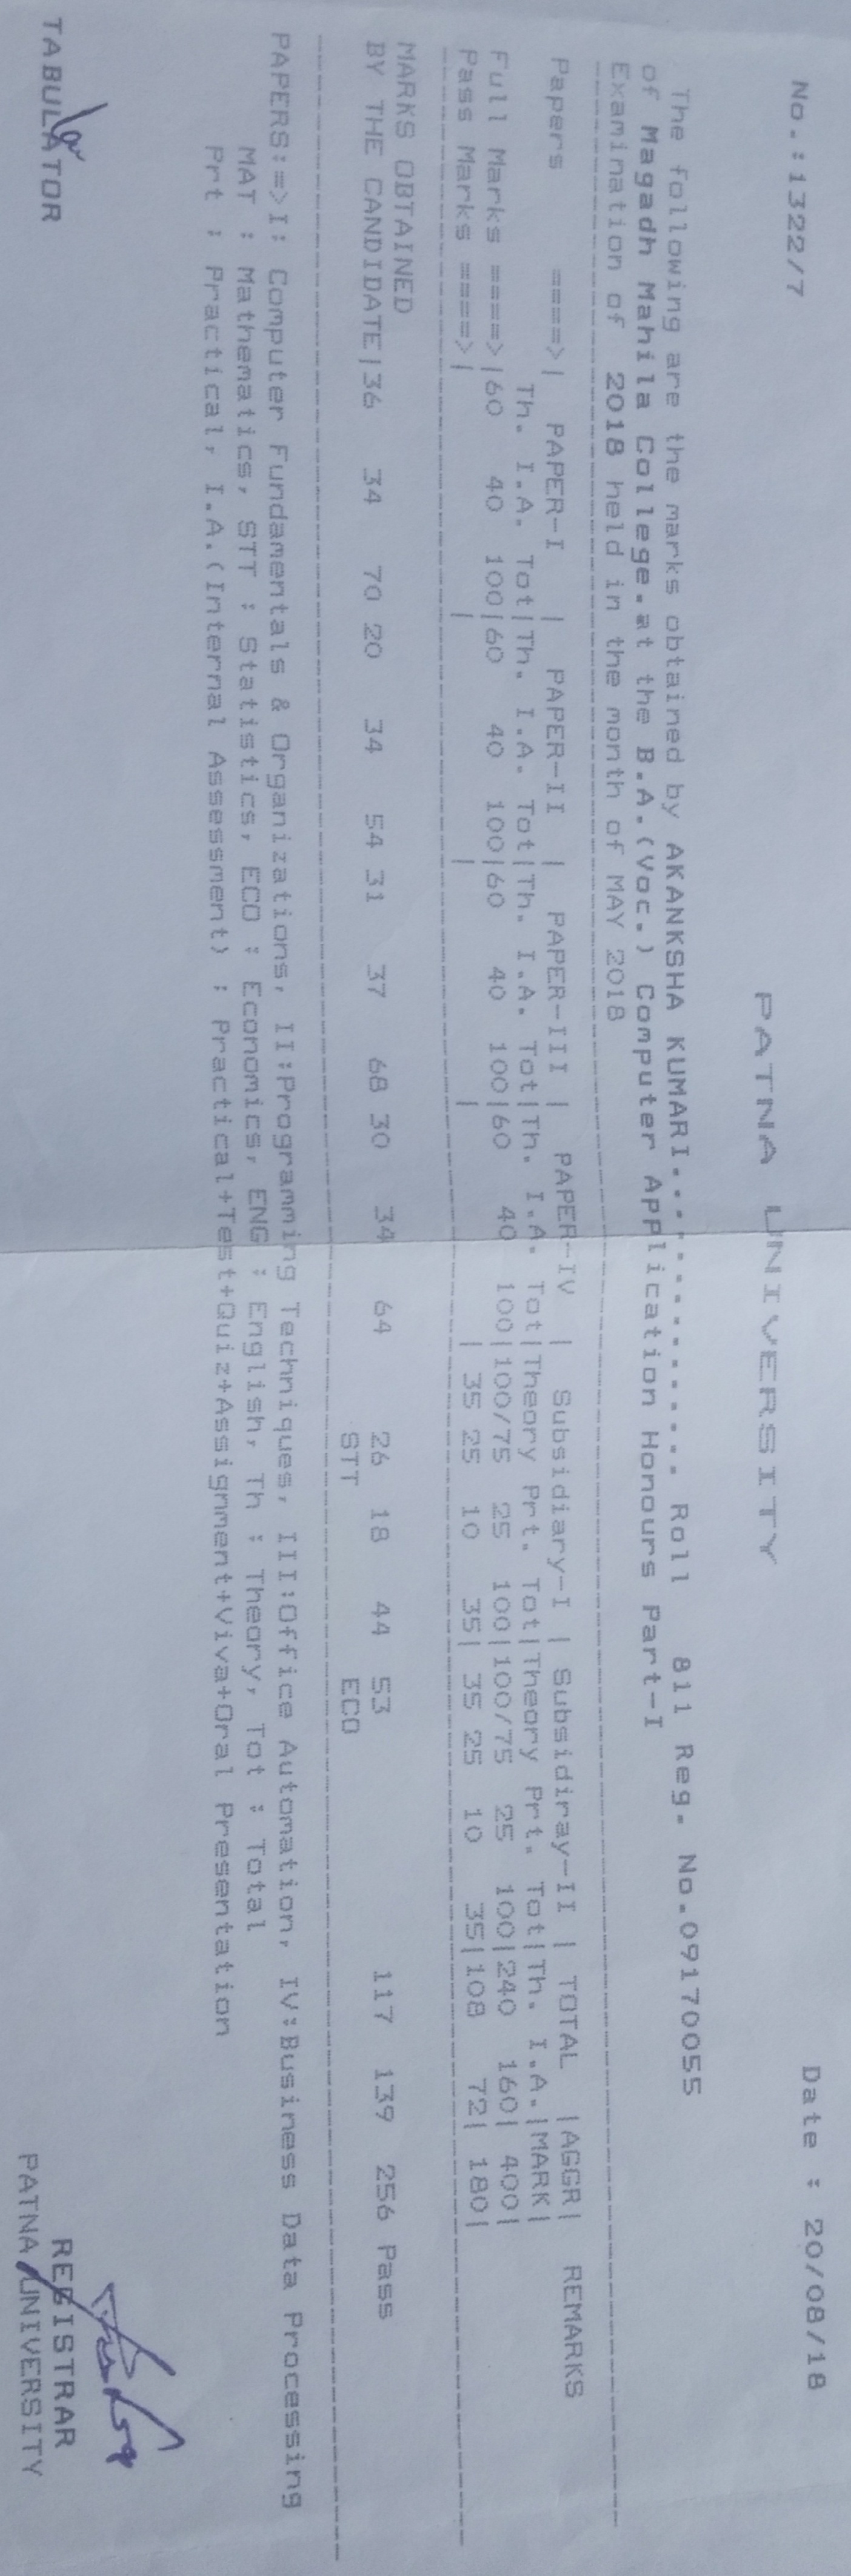 PATNA UNIVERSITY
No.:1322/7 Date : 20/08/18
The following are the marks obtained by AKANKSHA KUMARI............... Roll 811 Reg. No.09170055
of Magadh Mahila College.at the B.A.(Voc.) Computer Application Honours Part-I
Examination of 2018 held in the month of MAY 2018
Papers ====>| PAPER-I | PAPER-II | PAPER-III | PAPER-IV | Subsidiary-I | Subsidiray-II | TOTAL |AGGR| REMARKS
Th. I.A. Tot|Th. I.A. Tot|Th. I.A. Tot|Th. I.A. Tot|Theory Prt. Tot|Theory Prt. Tot|Th. I.A.|MARK|
Full Marks ====>|60 40 100|60 40 100|60 40 100|60 40 100|100/75 25 100|100/75 25 100|240 160| 400|
Pass Marks ====>| | | | | 35 25 10 35| 35 25 10 35|108 72| 180|
MARKS OBTAINED
BY THE CANDIDATE|36 34 70 20 34 54 31 37 68 30 34 64 26 18 44 53 117 139 256 Pass
STT ECO
PAPERS:=>I: Computer Fundamentals & Organizations, II:Programming Techniques, III:Office Automation, IV:Business Data Processing
MAT : Mathematics, STT : Statistics, ECO : Economics, ENG : English, Th : Theory, Tot : Total
Prt : Practical, I.A.(Internal Assessment) : Practical+Test+Quiz+Assignment+Viva+Oral Presentation
TABULATOR
REGISTRAR
PATNA UNIVERSITY